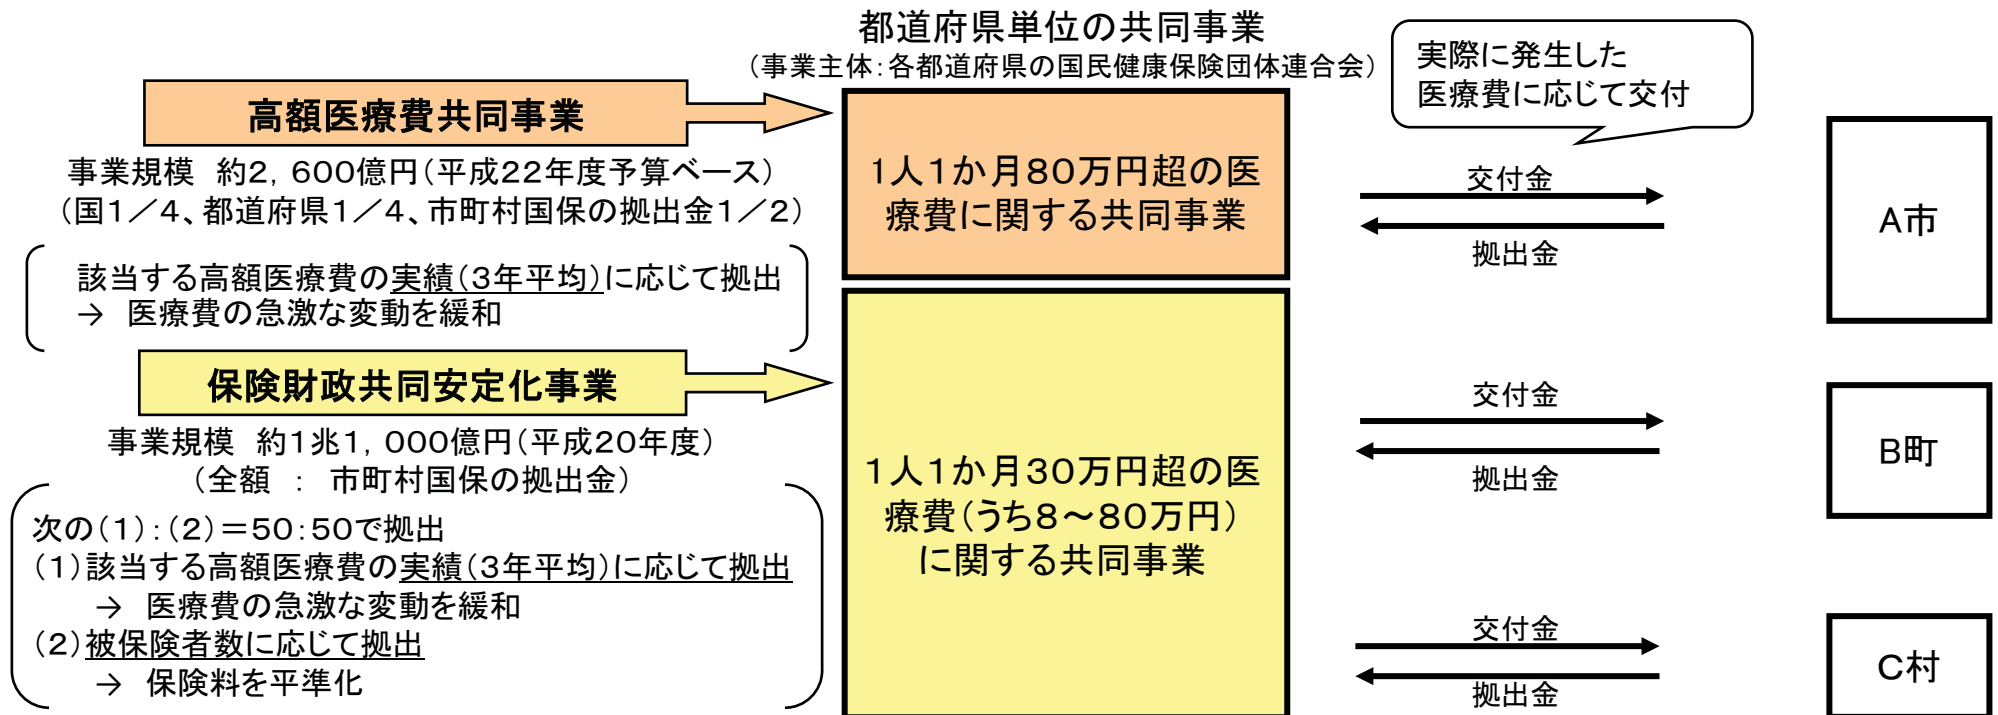 都道府県単位の共同事業
（事業主体：各都道府県の国民健康保険団体連合会）
実際に発生した
医療費に応じて交付
高額医療費共同事業
事業規模　約2，600億円（平成22年度予算ベース）
（国1／4、都道府県1／4、市町村国保の拠出金1／2）
該当する高額医療費の実績（3年平均）に応じて拠出
→　医療費の急激な変動を緩和
1人1か月80万円超の医
療費に関する共同事業
交付金
拠出金
A市
保険財政共同安定化事業
事業規模　約1兆1，000億円（平成20年度）
（全額　：　市町村国保の拠出金）
次の（1）：（2）＝50：50で拠出
（1）該当する高額医療費の実績（3年平均）に応じて拠出
→　医療費の急激な変動を緩和
（2）被保険者数に応じて拠出
→　保険料を平準化
1人1か月30万円超の医
療費（うち8～80万円）
に関する共同事業
交付金
拠出金
B町
交付金
拠出金
C村